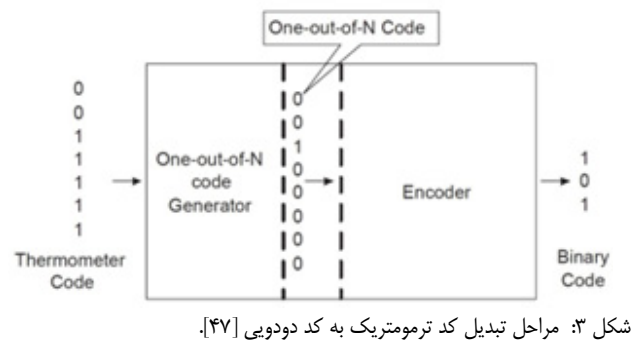 One-out-of-N Code
0
0
1
1
1
1
1
Thermometer
Code
One-out-of-N
code
Generator
0
0
1
0
0
0
0
0
Encoder
1
0
1
Binary
Code
شکل ۳: مراحل تبدیل کد ترمومتریک به کد دودویی [۴۷].